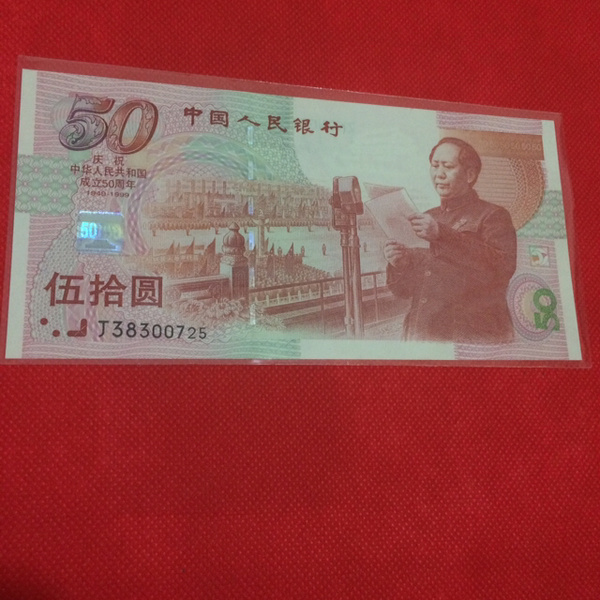 50
中国人民银行
庆祝
中华人民共和国
成立50周年
1949-1999
50
伍拾圆
J38300725
50